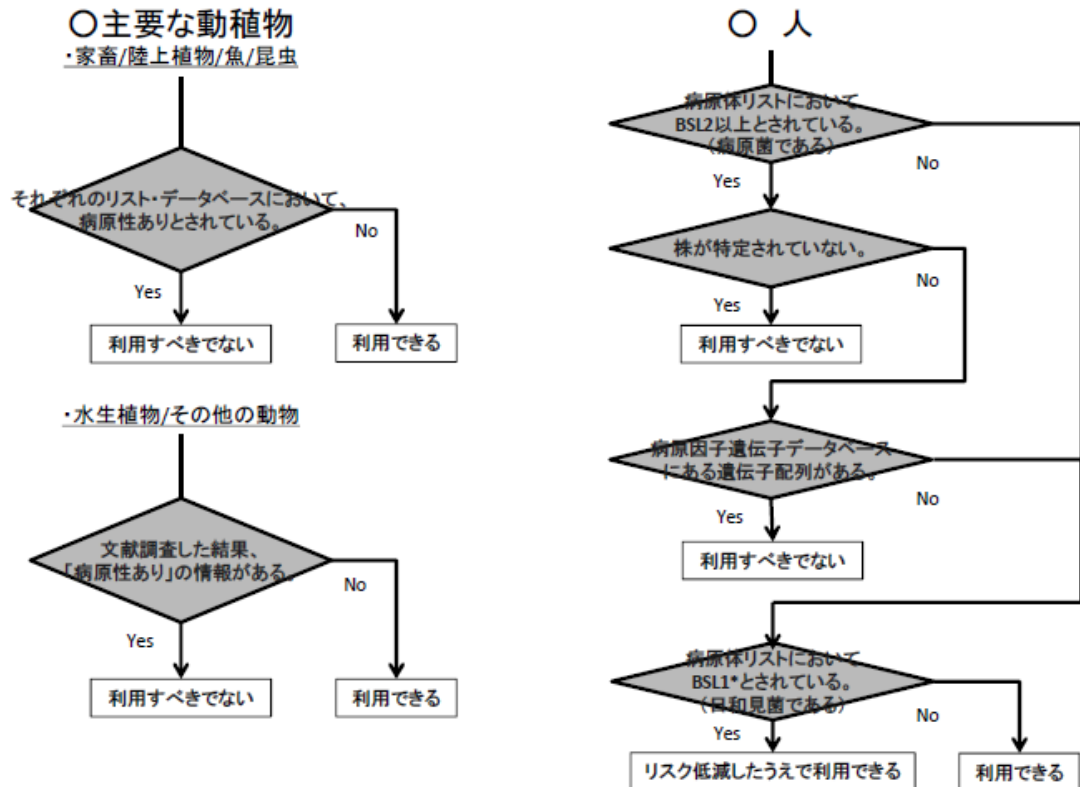 〇主要な動植物
・家畜/陸上植物/魚/昆虫
それぞれのリスト・データベースにおいて、
病原性ありとされている。
No
Yes
利用すべきでない
利用できる
・水生植物/その他の動物
文献調査した結果、
「病原性あり」の情報がある。
No
Yes
利用すべきでない
利用できる
〇 人
病原体リストにおいて
BSL2以上とされている。
(病原菌である)
No
Yes
株が特定されていない。
No
Yes
利用すべきでない
病原因子遺伝子データベース
にある遺伝子配列がある。
No
Yes
利用すべきでない
病原体リストにおいて
BSL1*とされている。
(日和見菌である)
No
Yes
リスク低減したうえで利用できる
利用できる